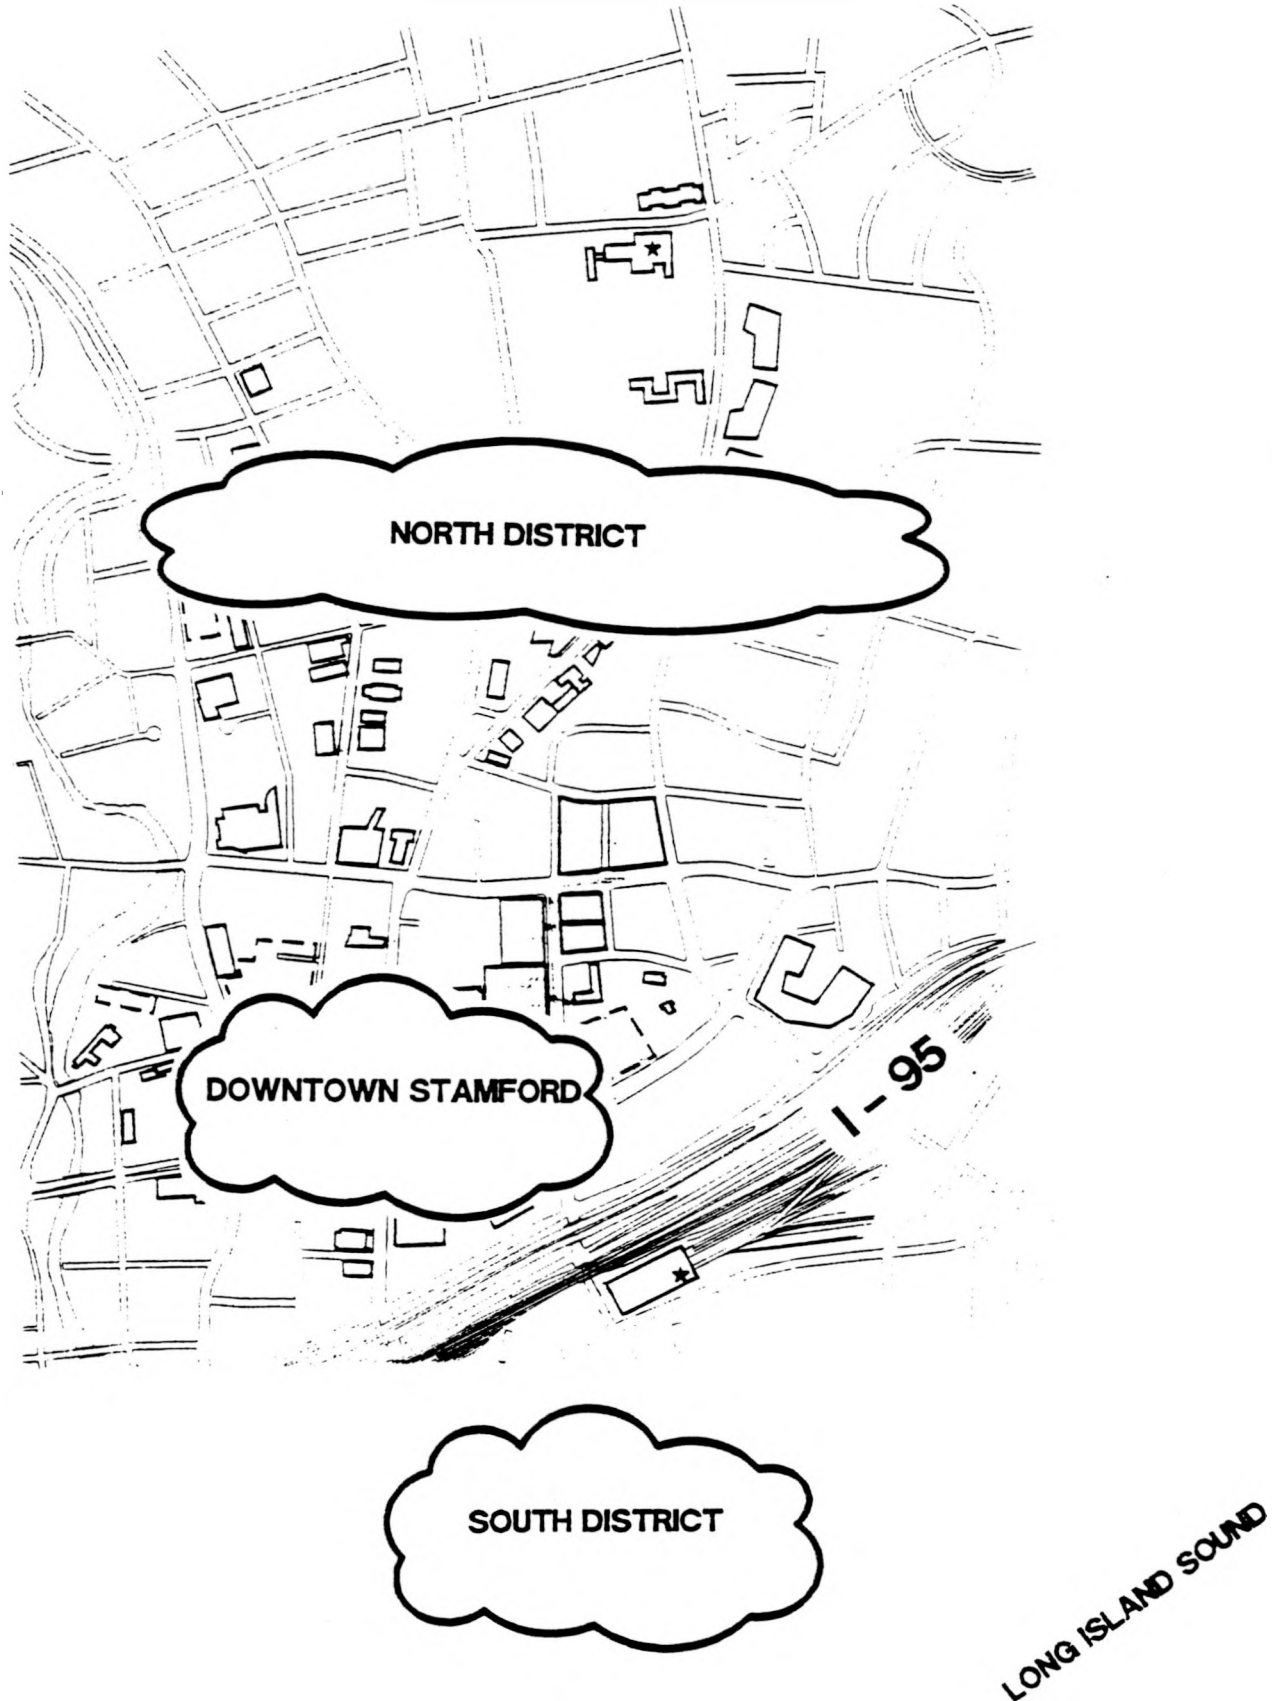 NORTH DISTRICT
I-95
DOWNTOWN STAMFORD
SOUTH DISTRICT
LONG ISLAND SOUND